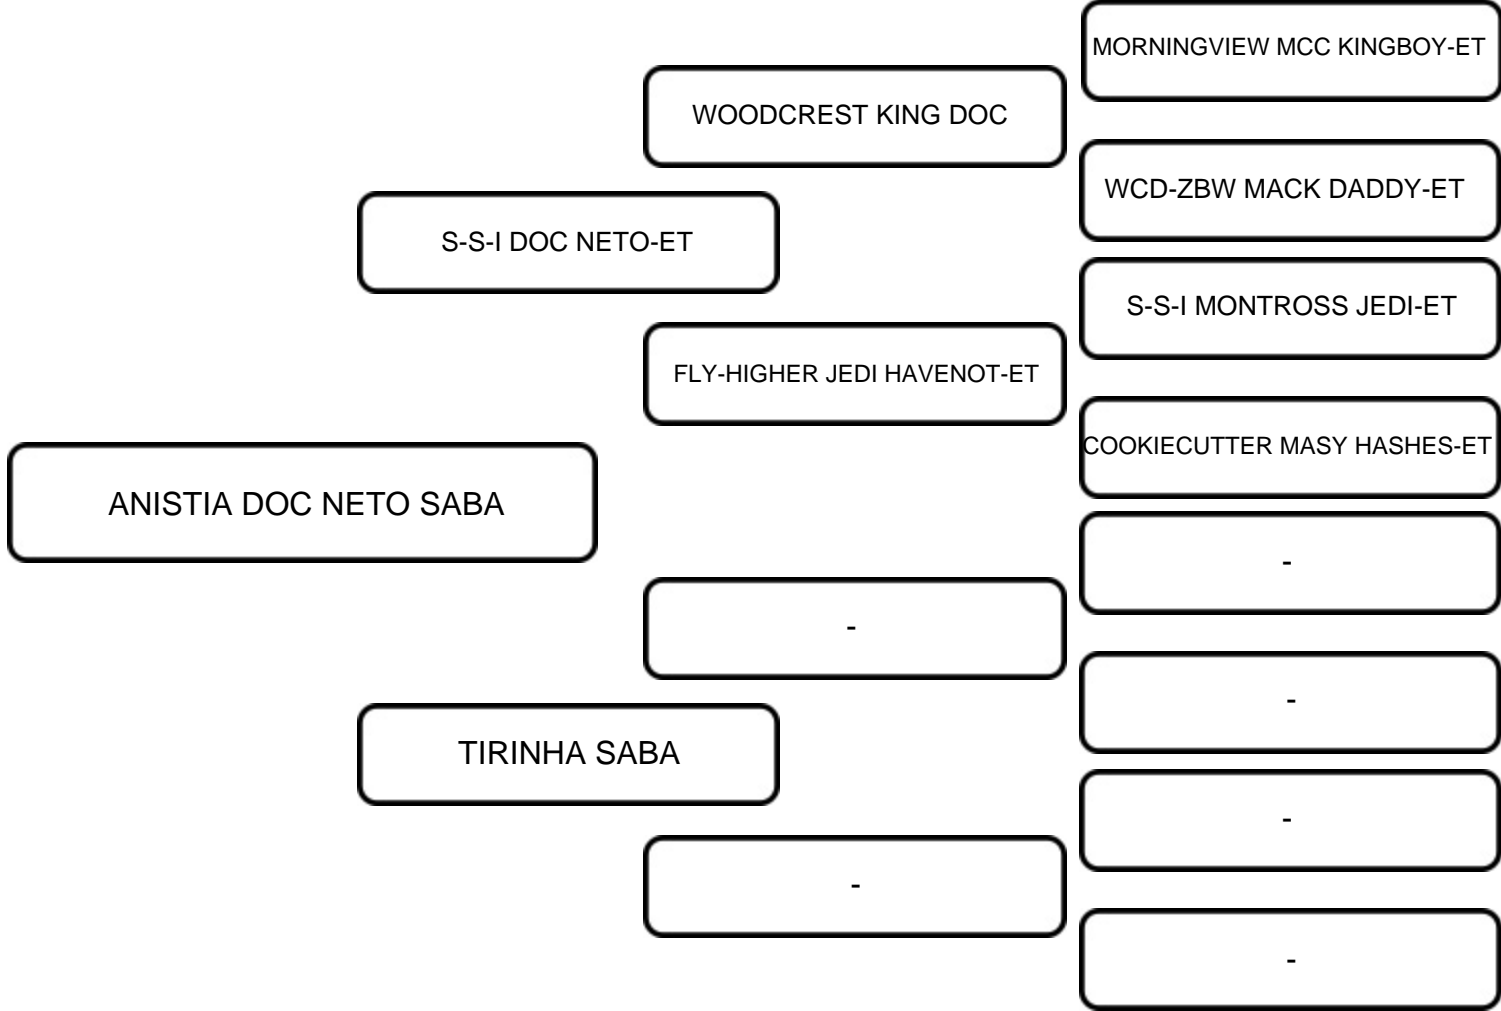 MORNINGVIEW MCC KINGBOY-ET
WOODCREST KING DOC
WCD-ZBW MACK DADDY-ET
S-S-I DOC NETO-ET
S-S-I MONTROSS JEDI-ET
FLY-HIGHER JEDI HAVENOT-ET
COOKIECUTTER MASY HASHES-ET
ANISTIA DOC NETO SABA
-
-
-
TIRINHA SABA
-
-
-